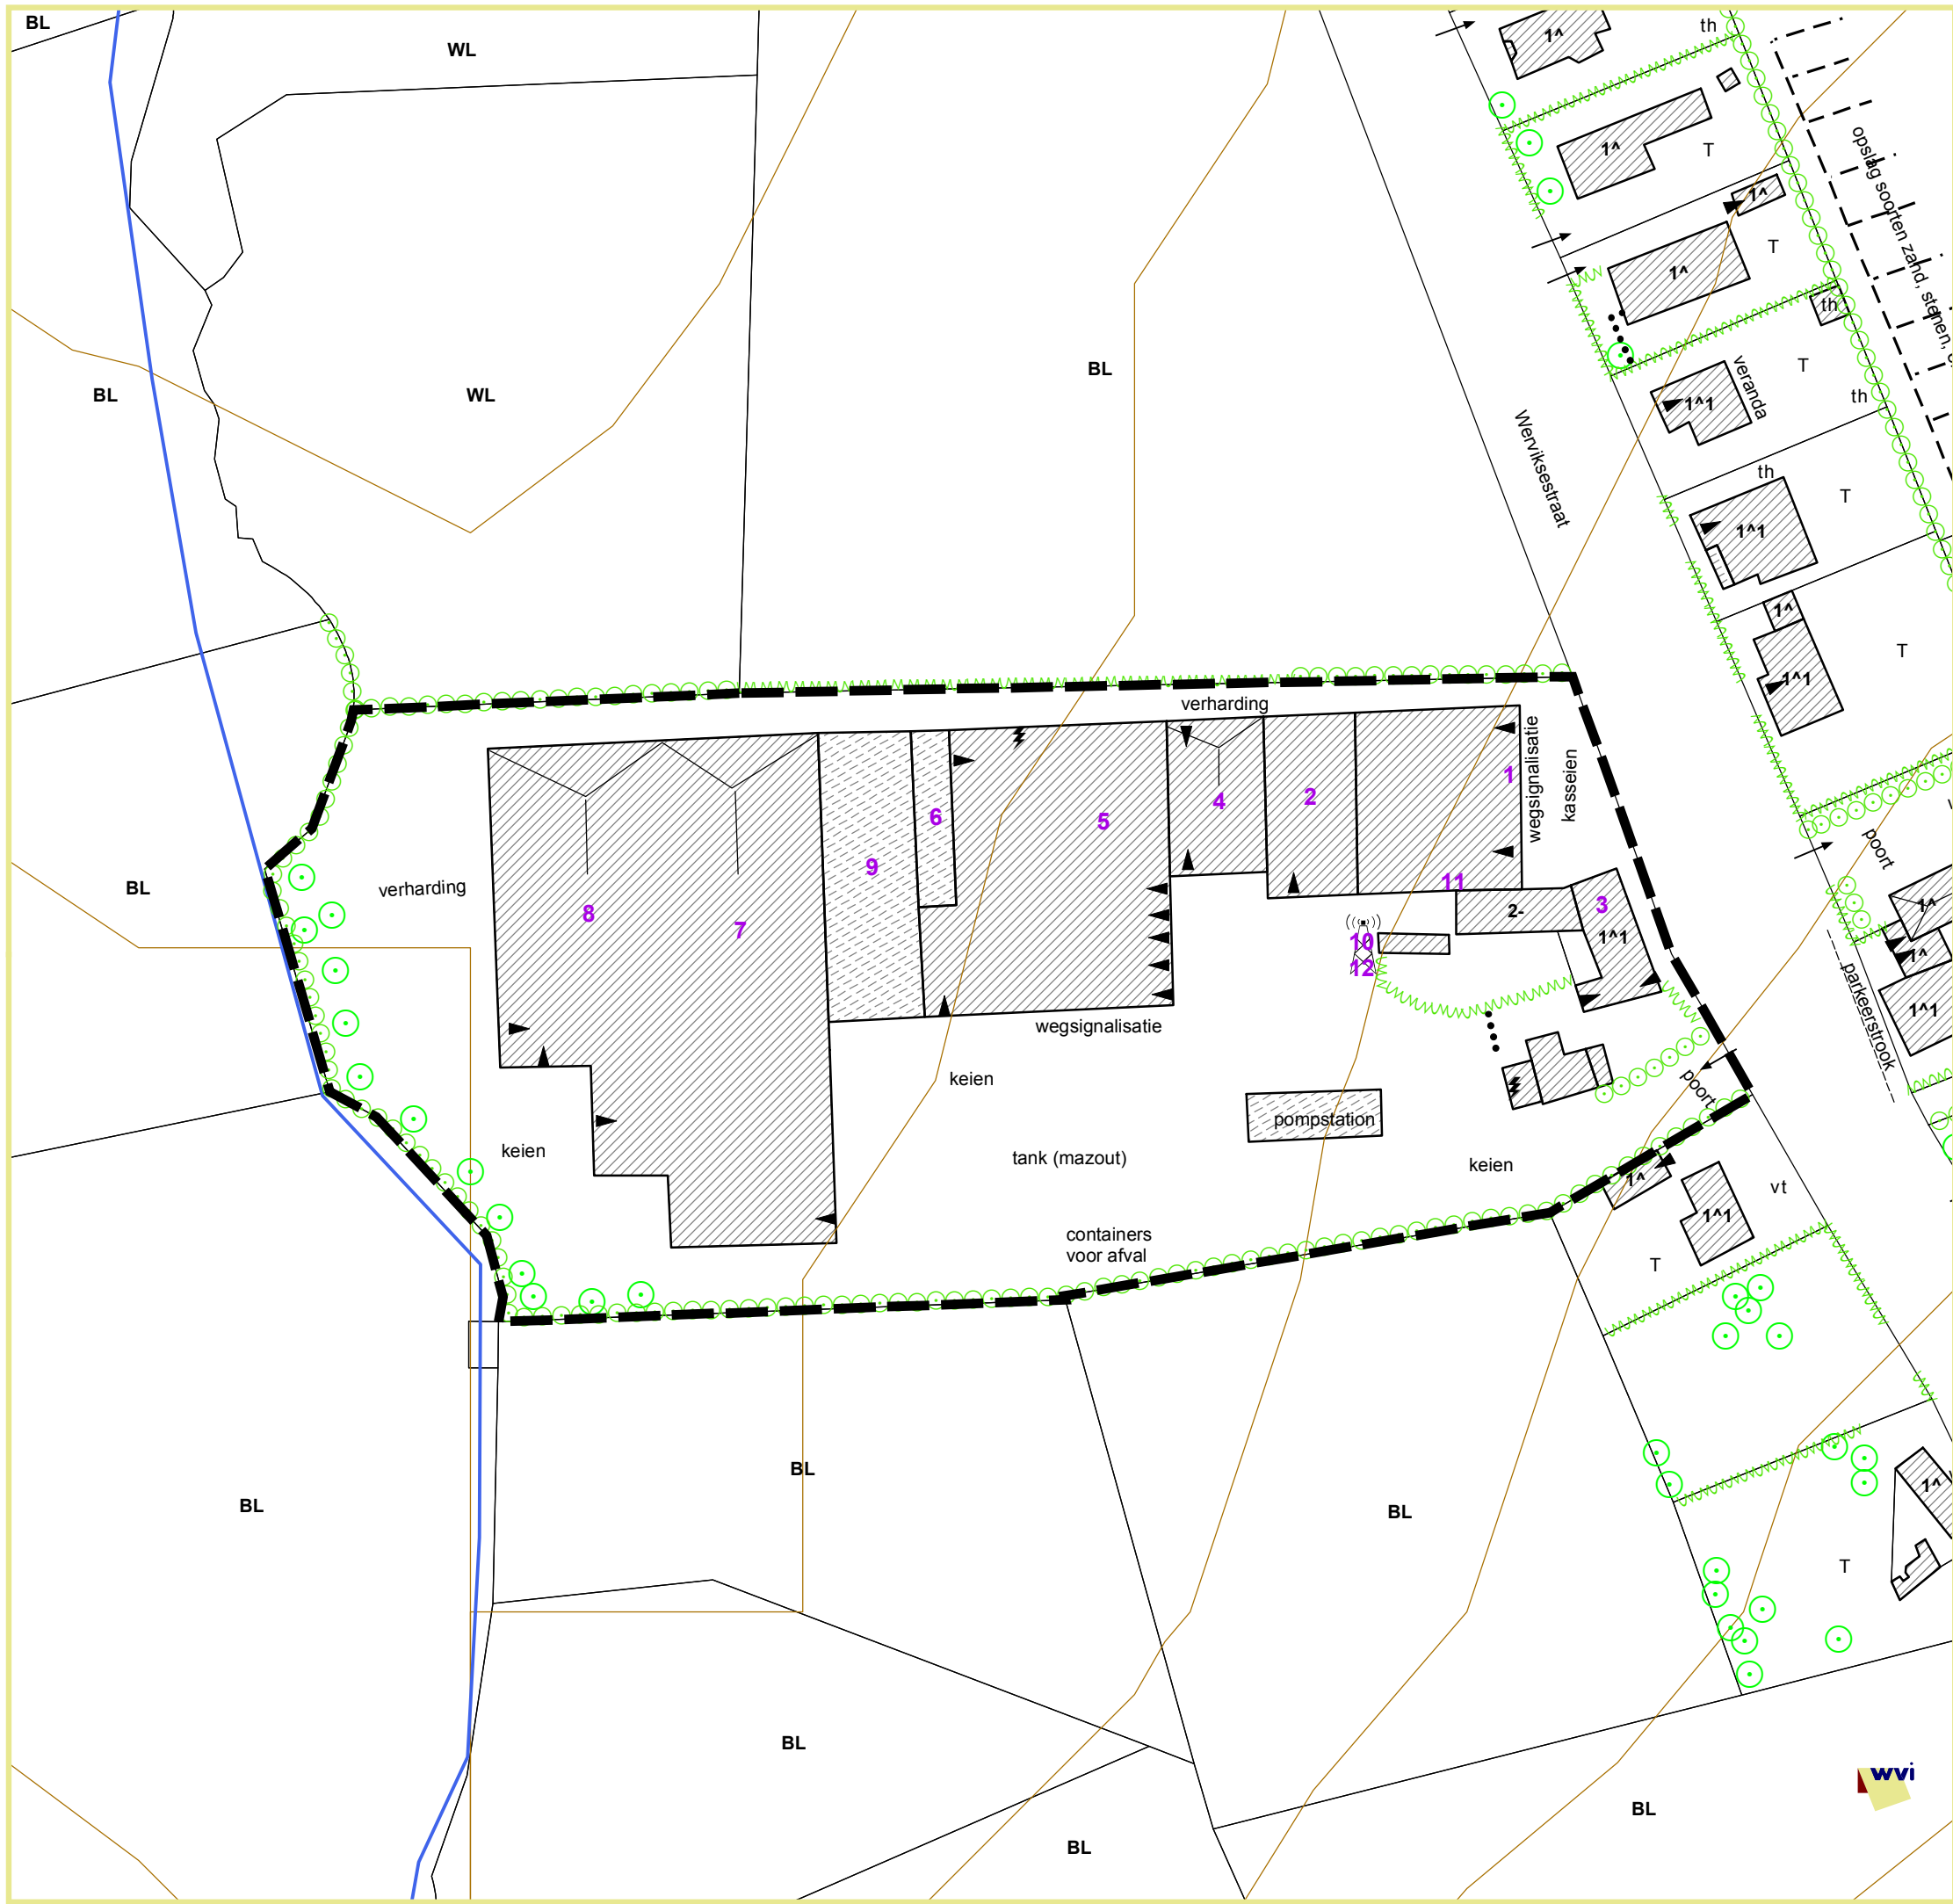 BL
WL
1^
th
1^
T
opslag soorten zand, stenen,
1^
T
1^
th
BL
WL
BL
Werviksestraat
1^1
veranda
T
th
th
T
1^1
1^
1^1
T
verharding
wegsignalisatie
kasseien
1
2
4
5
6
9
8
7
verharding
BL
11
3
2-
1^1
10
12
poort
1^
1^
parkeerstrook
1^1
wegsignalisatie
keien
poort
pompstation
keien
tank (mazout)
keien
1^
vt
1^1
containers
voor afval
T
BL
BL
BL
1^
T
BL
BL
BL
wvi